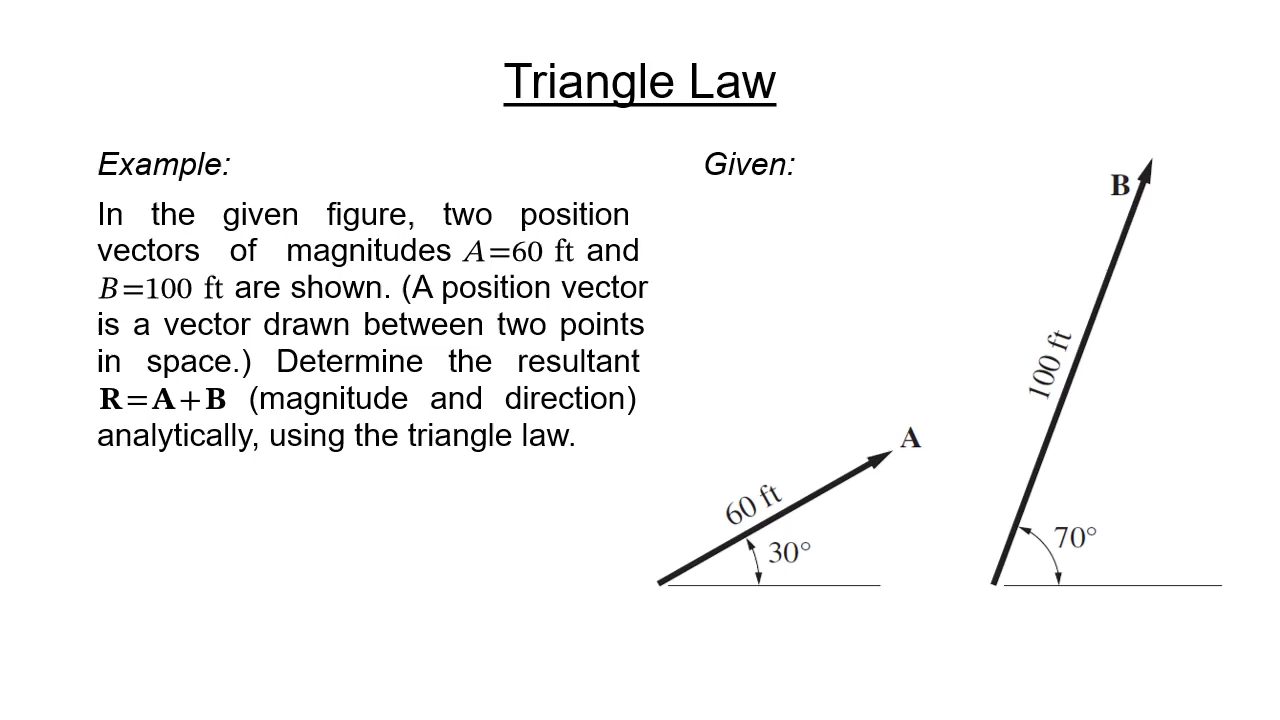 Triangle Law
Example:
In the given figure, two position
vectors of magnitudes A=60 ft and
B=100 ft are shown. (A position vector
is a vector drawn between two points
in space.) Determine the resultant
R=A+B (magnitude and direction)
analytically, using the triangle law.
Given:
A
60 ft
30°
B
100 ft
70°